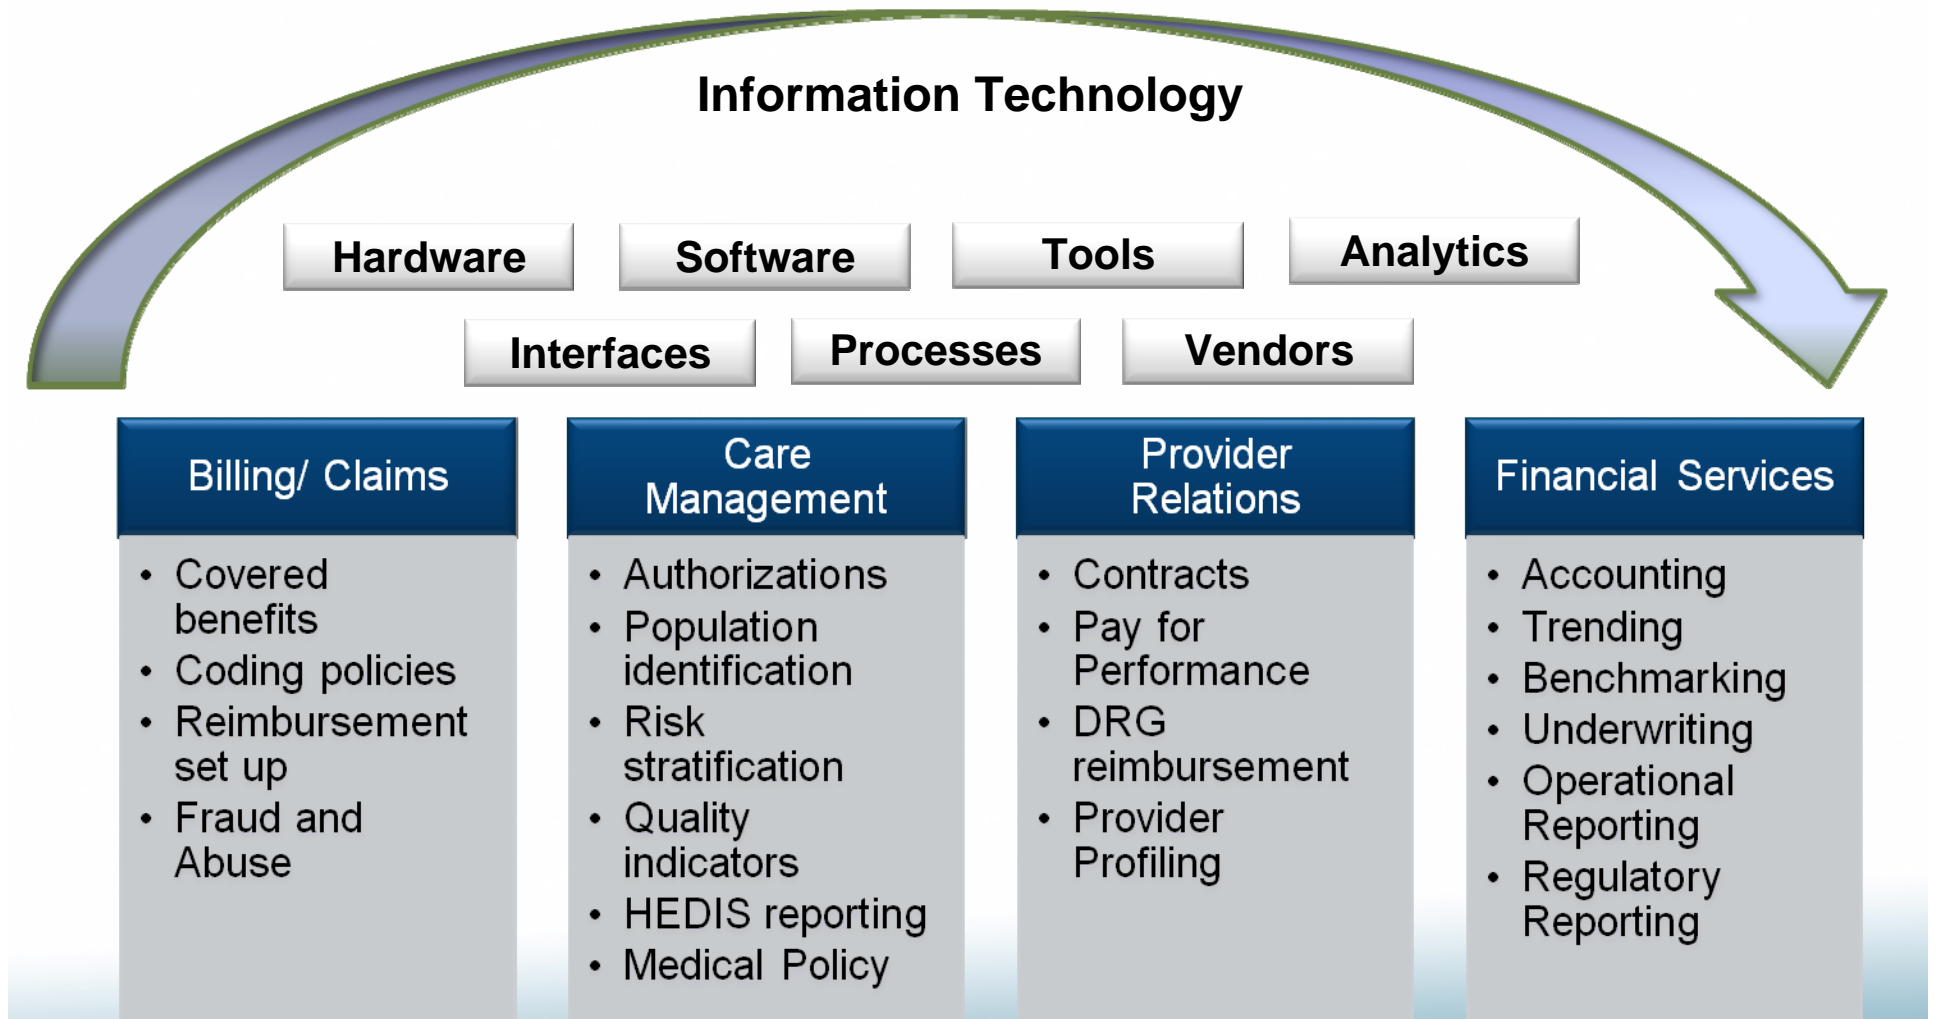 Information Technology
Hardware
Software
Tools
Analytics
Interfaces
Processes
Vendors
Billing/ Claims
• Covered
benefits
• Coding policies
• Reimbursement
set up
• Fraud and
Abuse
Care
Management
• Authorizations
• Population
identification
• Risk
stratification
• Quality
indicators
• HEDIS reporting
• Medical Policy
Provider
Relations
• Contracts
• Pay for
Performance
• DRG
reimbursement
• Provider
Profiling
Financial Services
• Accounting
• Trending
• Benchmarking
• Underwriting
• Operational
Reporting
• Regulatory
Reporting